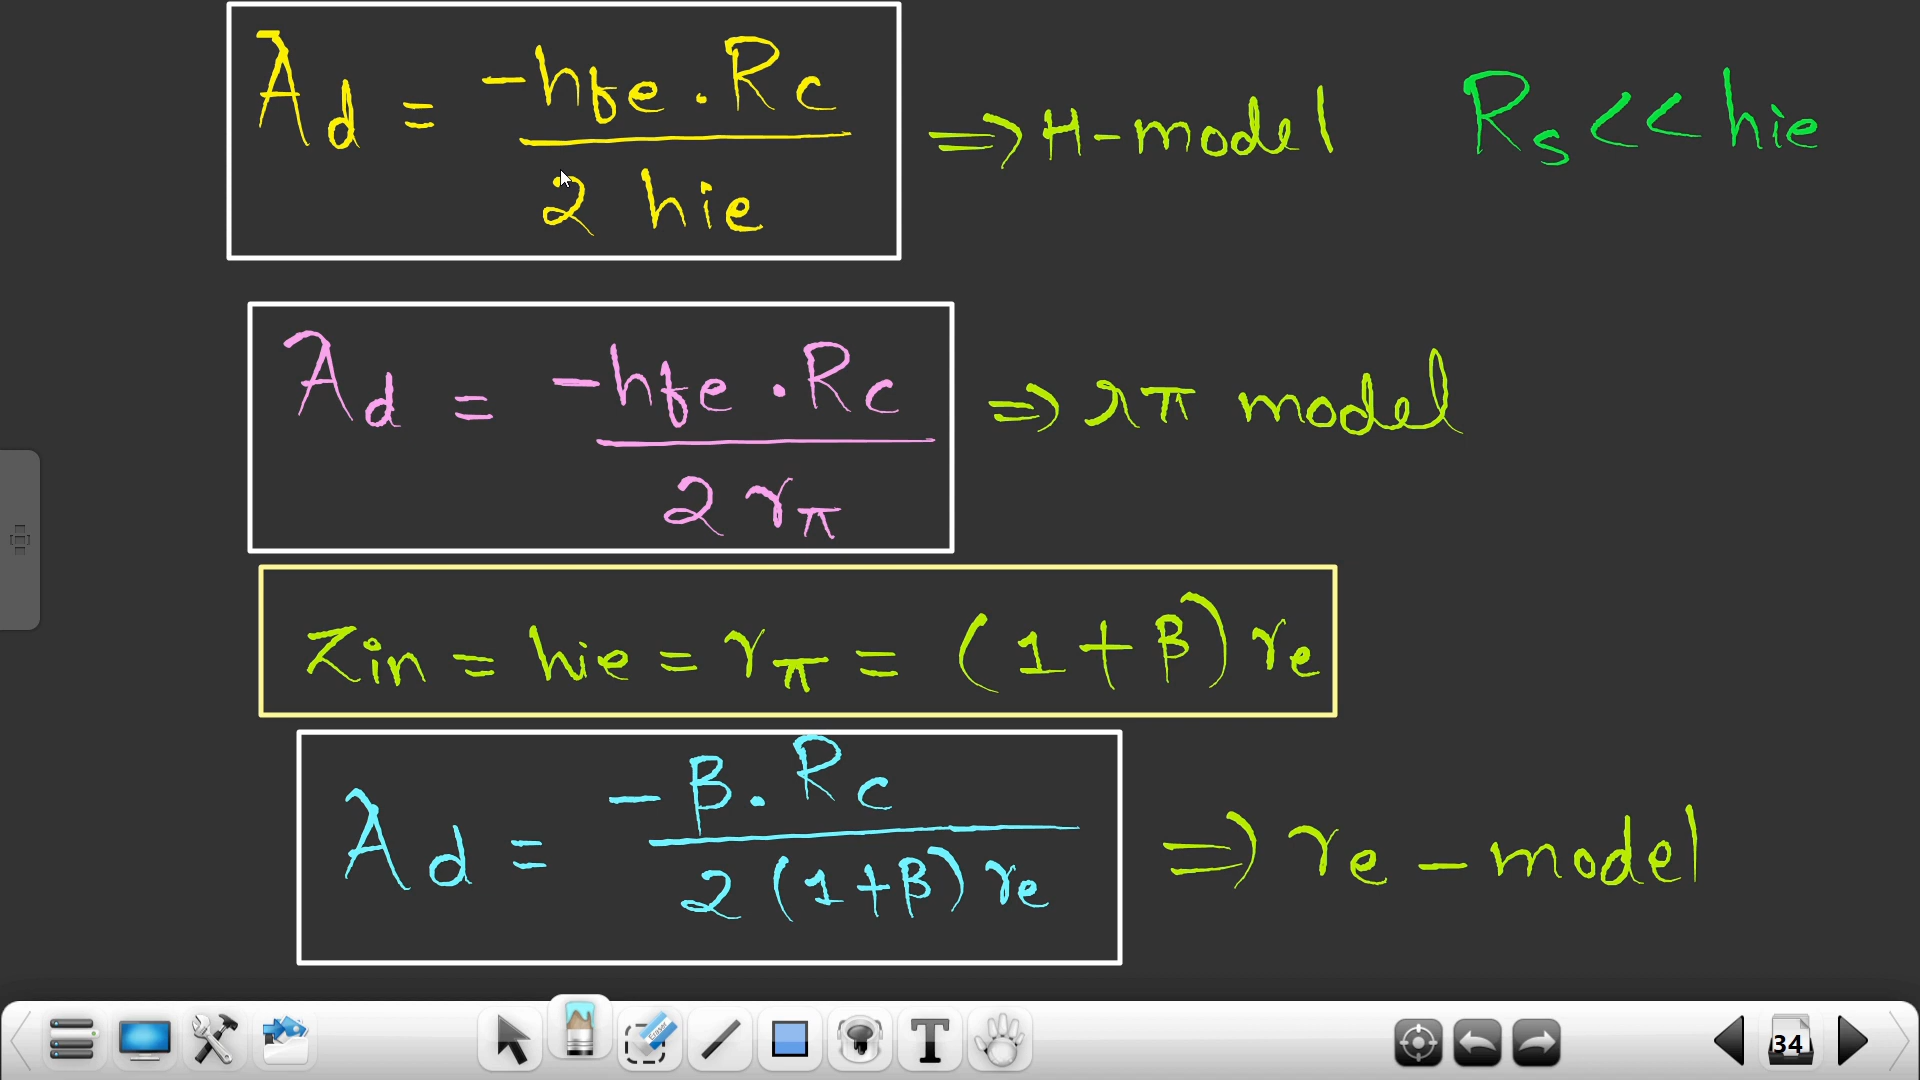 Ad = -hfe . Rc / 2 hie ⇒ H-model Rs << hie
Ad = -hfe . Rc / 2 rπ ⇒ rπ model
Zin = hie = rπ = (1+β) re
Ad = -β . Rc / 2 (1+β) re ⇒ re - model
Eraser
T
34